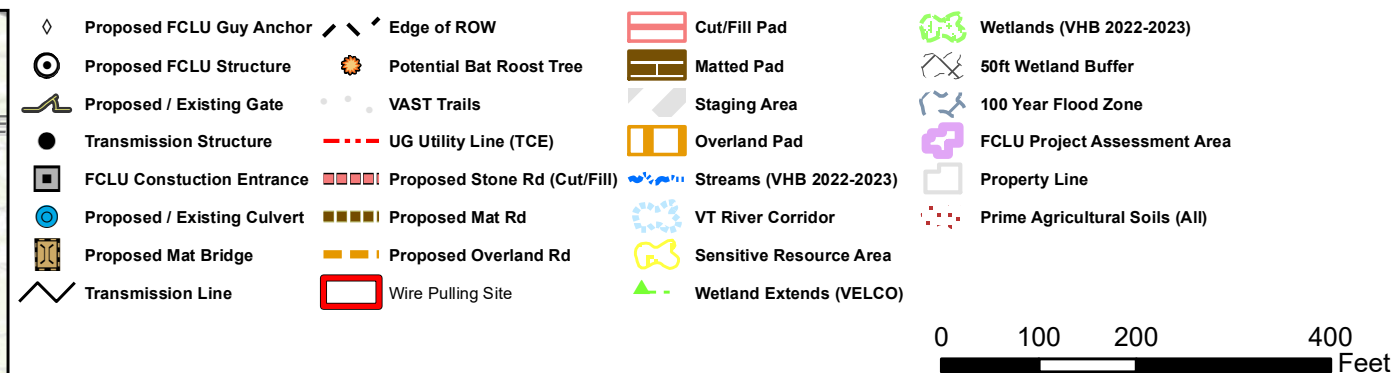 Proposed FCLU Guy Anchor
Proposed FCLU Structure
Proposed / Existing Gate
Transmission Structure
FCLU Constuction Entrance
Proposed / Existing Culvert
Proposed Mat Bridge
Transmission Line
Edge of ROW
Potential Bat Roost Tree
VAST Trails
UG Utility Line (TCE)
Proposed Stone Rd (Cut/Fill)
Proposed Mat Rd
Proposed Overland Rd
Wire Pulling Site
Cut/Fill Pad
Matted Pad
Staging Area
Overland Pad
Streams (VHB 2022-2023)
VT River Corridor
Sensitive Resource Area
Wetland Extends (VELCO)
Wetlands (VHB 2022-2023)
50ft Wetland Buffer
100 Year Flood Zone
FCLU Project Assessment Area
Property Line
Prime Agricultural Soils (All)
0 100 200 400
Feet